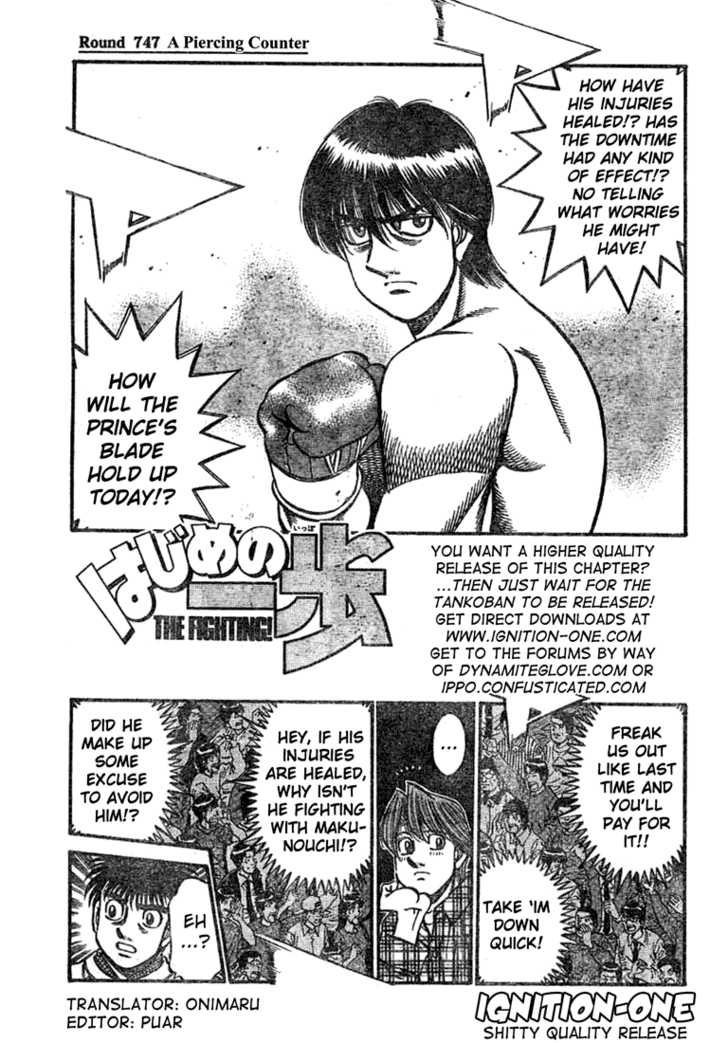 Round 747 A Piercing Counter
HOW HAVE
HIS INJURIES
HEALED!? HAS
THE DOWNTIME
HAD ANY KIND
OF EFFECT!?
NO TELLING
WHAT WORRIES
HE MIGHT
HAVE!
HOW
WILL THE
PRINCE'S
BLADE
HOLD UP
TODAY!?
はじめの
いっぽ
一歩
THE FIGHTING!
YOU WANT A HIGHER QUALITY
RELEASE OF THIS CHAPTER?
...THEN JUST WAIT FOR THE
TANKOBAN TO BE RELEASED!
GET DIRECT DOWNLOADS AT
WWW.IGNITION-ONE.COM
GET TO THE FORUMS BY WAY
OF DYNAMITEGLOVE.COM OR
IPPO.CONFUSTICATED.COM
FREAK
US OUT
LIKE LAST
TIME AND
YOU'LL
PAY FOR
IT!!
TAKE 'IM
DOWN
QUICK!
...
HEY, IF HIS
INJURIES
ARE HEALED,
WHY ISN'T
HE FIGHTING
WITH MAKU-
NOUCHI!?
DID HE
MAKE UP
SOME
EXCUSE
TO AVOID
HIM!?
EH
...?
TRANSLATOR: ONIMARU
EDITOR: PUAR
IGNITION-ONE
SHITTY QUALITY RELEASE